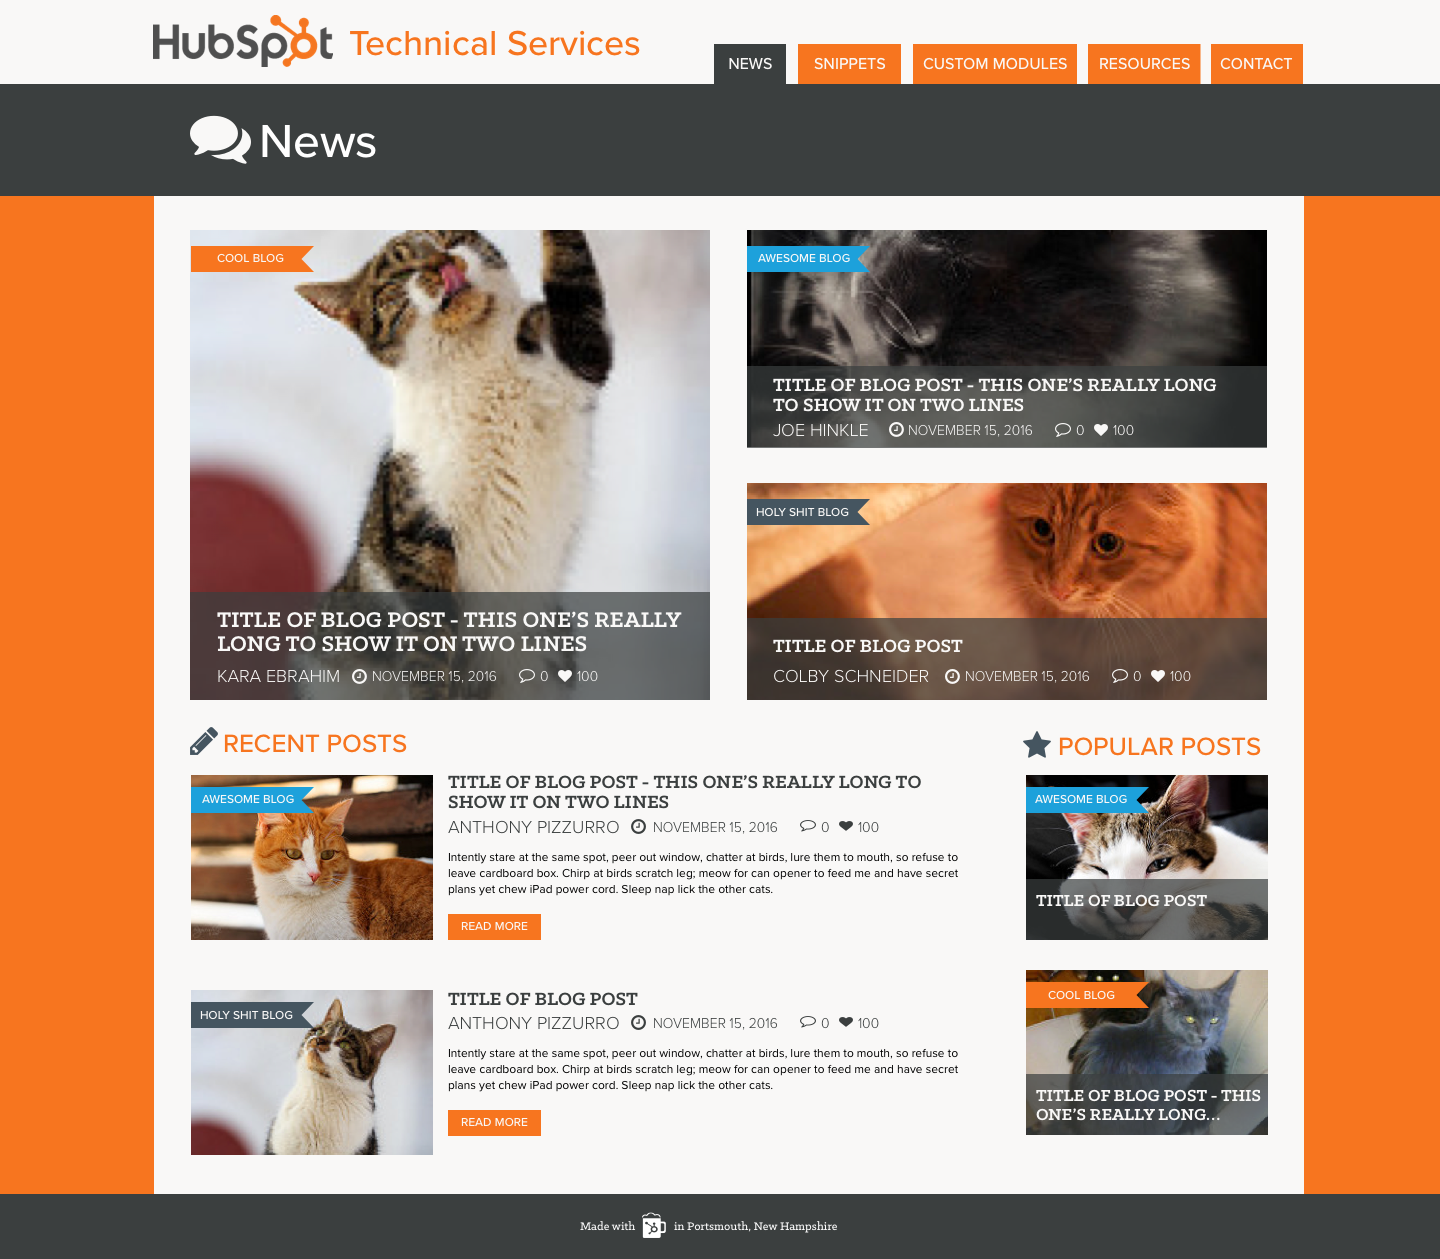 HubSpot Technical Services
NEWS
SNIPPETS
CUSTOM MODULES
RESOURCES
CONTACT
News
COOL BLOG
TITLE OF BLOG POST - THIS ONE'S REALLY
LONG TO SHOW IT ON TWO LINES
KARA EBRAHIM NOVEMBER 15, 2016 0 100
AWESOME BLOG
TITLE OF BLOG POST - THIS ONE'S REALLY LONG
TO SHOW IT ON TWO LINES
JOE HINKLE NOVEMBER 15, 2016 0 100
HOLY SHIT BLOG
TITLE OF BLOG POST
COLBY SCHNEIDER NOVEMBER 15, 2016 0 100
RECENT POSTS
AWESOME BLOG
TITLE OF BLOG POST - THIS ONE'S REALLY LONG TO
SHOW IT ON TWO LINES
ANTHONY PIZZURRO NOVEMBER 15, 2016 0 100
Intently stare at the same spot, peer out window, chatter at birds, lure them to mouth, so refuse to
leave cardboard box. Chirp at birds scratch leg; meow for can opener to feed me and have secret
plans yet chew iPad power cord. Sleep nap lick the other cats.
READ MORE
HOLY SHIT BLOG
TITLE OF BLOG POST
ANTHONY PIZZURRO NOVEMBER 15, 2016 0 100
Intently stare at the same spot, peer out window, chatter at birds, lure them to mouth, so refuse to
leave cardboard box. Chirp at birds scratch leg; meow for can opener to feed me and have secret
plans yet chew iPad power cord. Sleep nap lick the other cats.
READ MORE
POPULAR POSTS
AWESOME BLOG
TITLE OF BLOG POST
COOL BLOG
TITLE OF BLOG POST - THIS
ONE'S REALLY LONG...
Made with in Portsmouth, New Hampshire